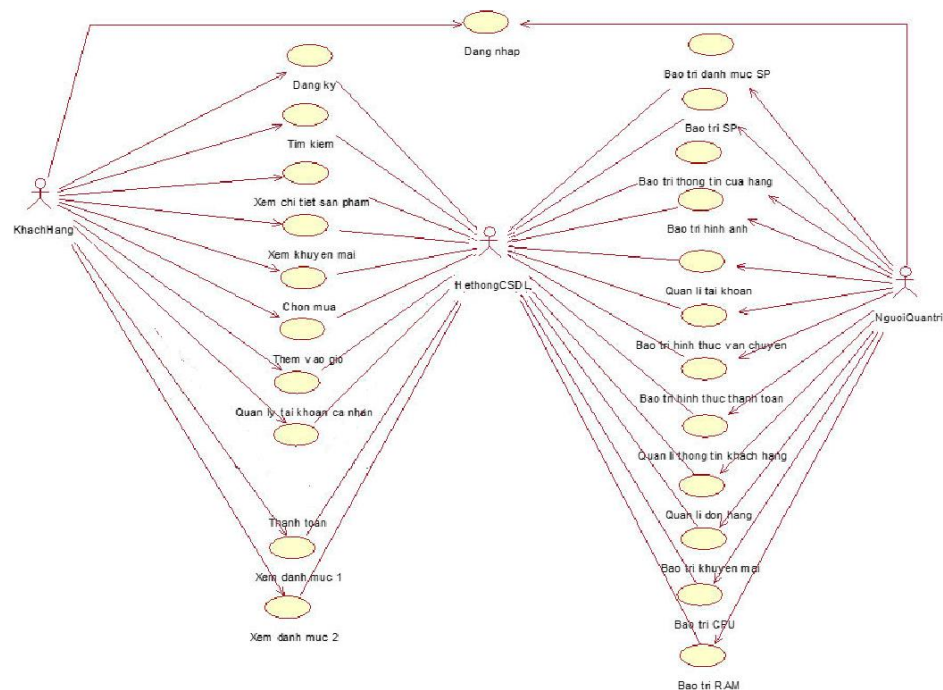 Dang nhap
Dang ky
Tim kiem
Xem chi tiet san pham
Xem khuyen mai
Chon mua
Them vao gio
Quan ly tai khoan ca nhan
Thanh toan
Xem danh muc 1
Xem danh muc 2
KhachHang
HethongCSDL
Bao tri danh muc SP
Bao tri SP
Bao tri thong tin cua hang
Bao tri hinh anh
Quan li tai khoan
Bao tri hinh thuc van chuyen
Bao tri hinh thuc thanh toan
Quan li thong tin khach hang
Quan li don hang
Bao tri khuyen mai
Bao tri CPU
Bao tri RAM
NguoiQuantri